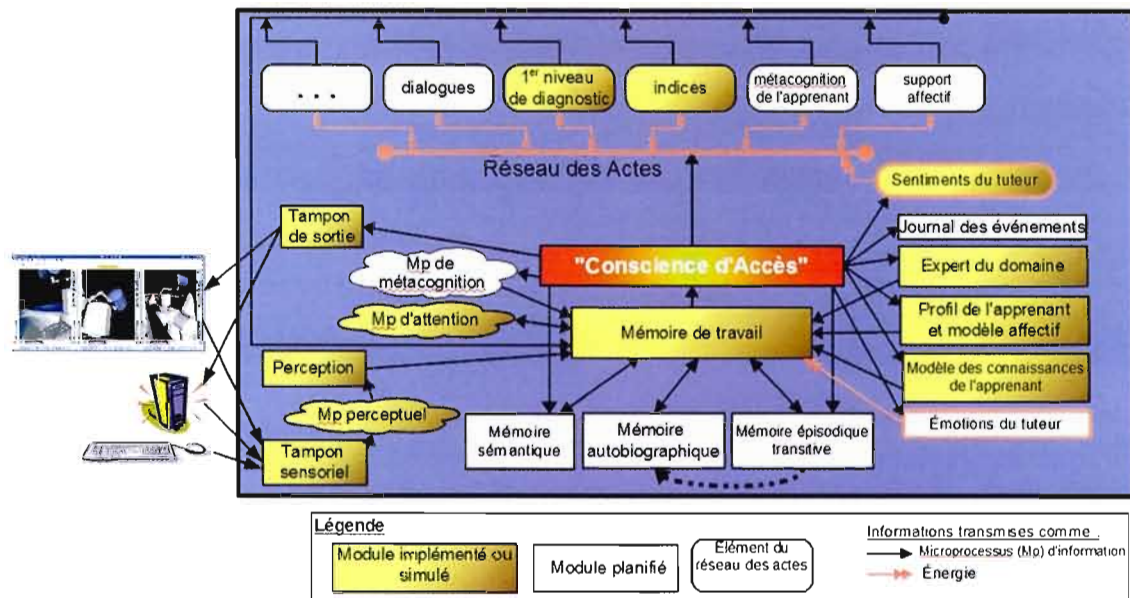 . . .
dialogues
1er niveau
de diagnostic
indices
métacognition
de l'apprenant
support
affectif
Réseau des Actes
Sentiments du tuteur
Tampon
de sortie
Journal des événements
Mp de
métacognition
"Conscience d'Accès"
Expert du domaine
Mp d'attention
Mémoire de travail
Profil de l'apprenant
et modèle affectif
Perception
Modèle des connaissances
de l'apprenant
Mp perceptuel
Émotions du tuteur
Tampon
sensoriel
Mémoire
sémantique
Mémoire
autobiographique
Mémoire épisodique
transitive
Légende
Module implémenté ou
simulé
Module planifié
Élément du
réseau des actes
Informations transmises comme :
Microprocessus (Mp) d'information
Énergie